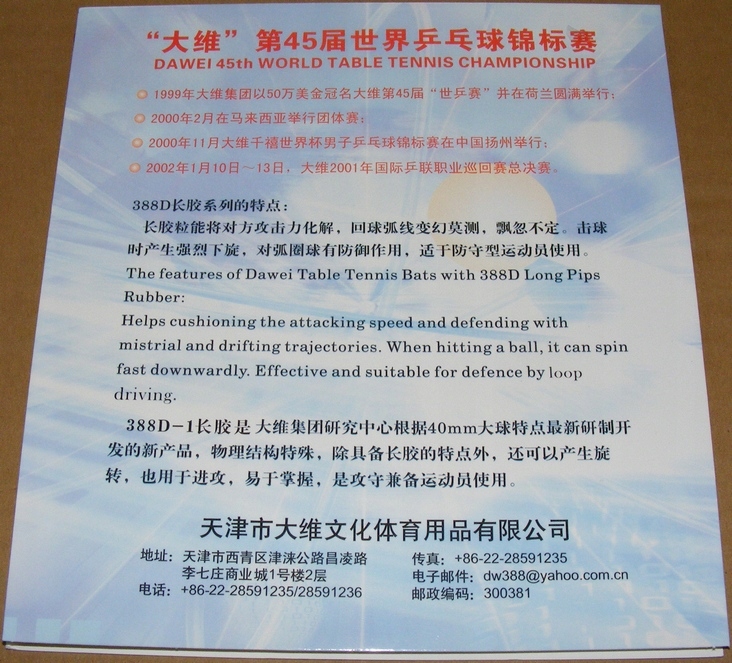 “大维”第45届世界乒乓球锦标赛
DAWEI 45th WORLD TABLE TENNIS CHAMPIONSHIP
1999年大维集团以50万美金冠名大维第45届“世乒赛”并在荷兰圆满举行；
2000年2月在马来西亚举行团体赛；
2000年11月大维千禧世界杯男子乒乓球锦标赛在中国扬州举行；
2002年1月10日～13日，大维2001年国际乒联职业巡回赛总决赛。
388D长胶系列的特点：
长胶粒能将对方攻击力化解，回球弧线变幻莫测，飘忽不定。击球
时产生强烈下旋，对弧圈球有防御作用，适于防守型运动员使用。
The features of Dawei Table Tennis Bats with 388D Long Pips
Rubber:
Helps cushioning the attacking speed and defending with
mistrial and drifting trajectories. When hitting a ball, it can spin
fast downwardly. Effective and suitable for defence by loop
driving.
388D-1长胶是大维集团研究中心根据40mm大球特点最新研制开
发的新产品，物理结构特殊，除具备长胶的特点外，还可以产生旋
转，也用于进攻，易于掌握，是攻守兼备运动员使用。
天津市大维文化体育用品有限公司
地址：天津市西青区津涞公路昌凌路
李七庄商业城1号楼2层
电话：+86-22-28591235/28591236
传真：+86-22-28591235
电子邮件：dw388@yahoo.com.cn
邮政编码：300381